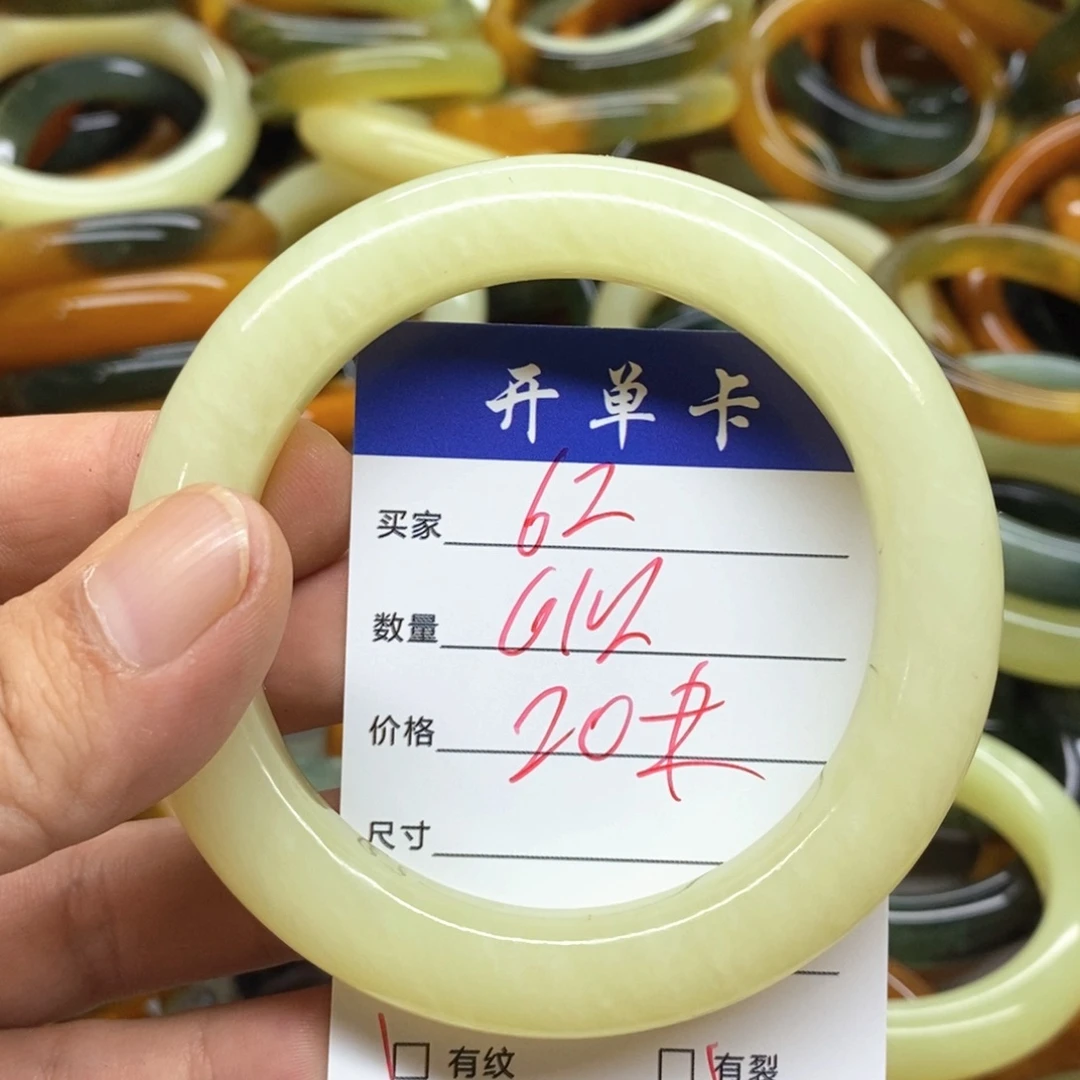 开单卡
买家 62
数量
价格 20
尺寸
有纹 有裂